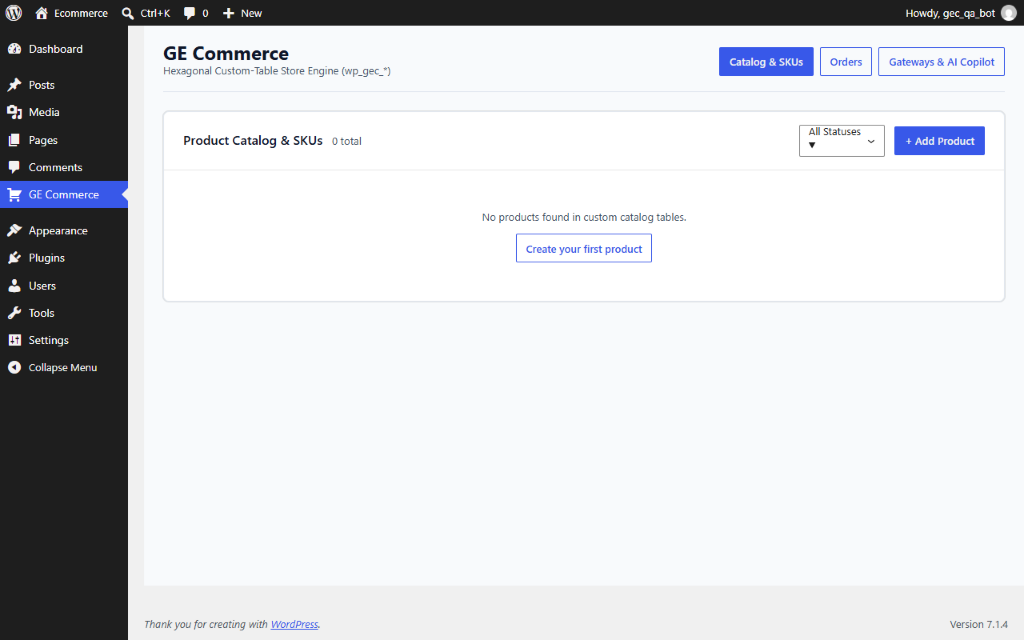 Ecommerce
Ctrl+K
0
New
Howdy, gec_qa_bot
Dashboard
Posts
Media
Pages
Comments
GE Commerce
Appearance
Plugins
Users
Tools
Settings
Collapse Menu
GE Commerce
Hexagonal Custom-Table Store Engine (wp_gec_*)
Catalog & SKUs
Orders
Gateways & AI Copilot
Product Catalog & SKUs 0 total
All Statuses
▼
+ Add Product
No products found in custom catalog tables.
Create your first product
Thank you for creating with WordPress.
Version 7.1.4